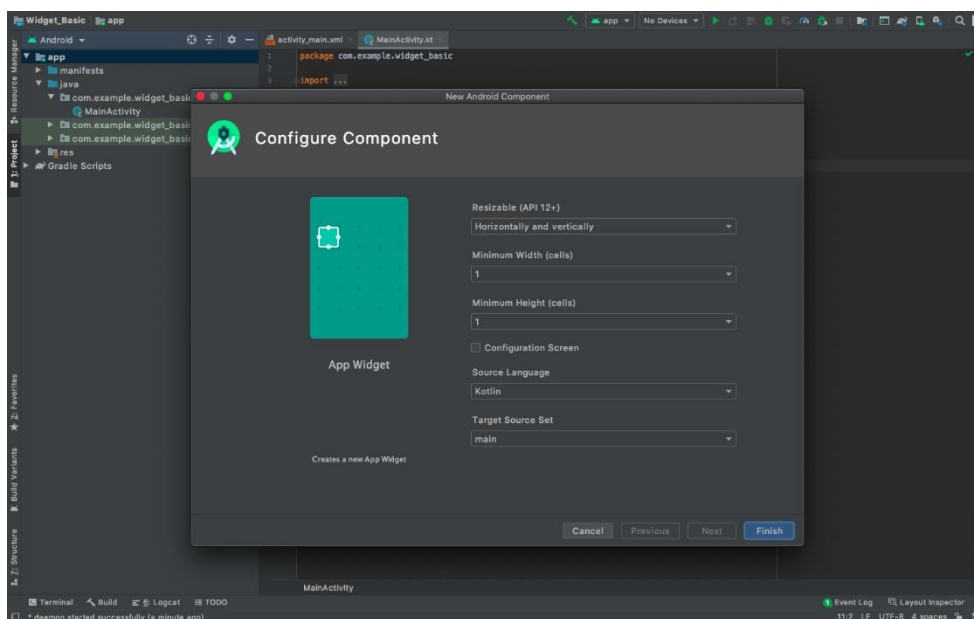 Widget_Basic app
app
No Devices
Android
activity_main.xml
MainActivity.kt
Resource Manager
1: Project
2: Favorites
Build Variants
Z: Structure
app
manifests
java
com.example.widget_basic
MainActivity
com.example.widget_basic
com.example.widget_basic
res
Gradle Scripts
1
package com.example.widget_basic
2
3
import ...
New Android Component
Configure Component
App Widget
Creates a new App Widget
Resizable (API 12+)
Horizontally and vertically
Minimum Width (cells)
1
Minimum Height (cells)
1
Configuration Screen
Source Language
Kotlin
Target Source Set
main
Cancel
Previous
Next
Finish
MainActivity
Terminal
Build
6: Logcat
TODO
1 Event Log
Layout Inspector
* daemon started successfully (a minute ago)
11:2 LF UTF-8 4 spaces